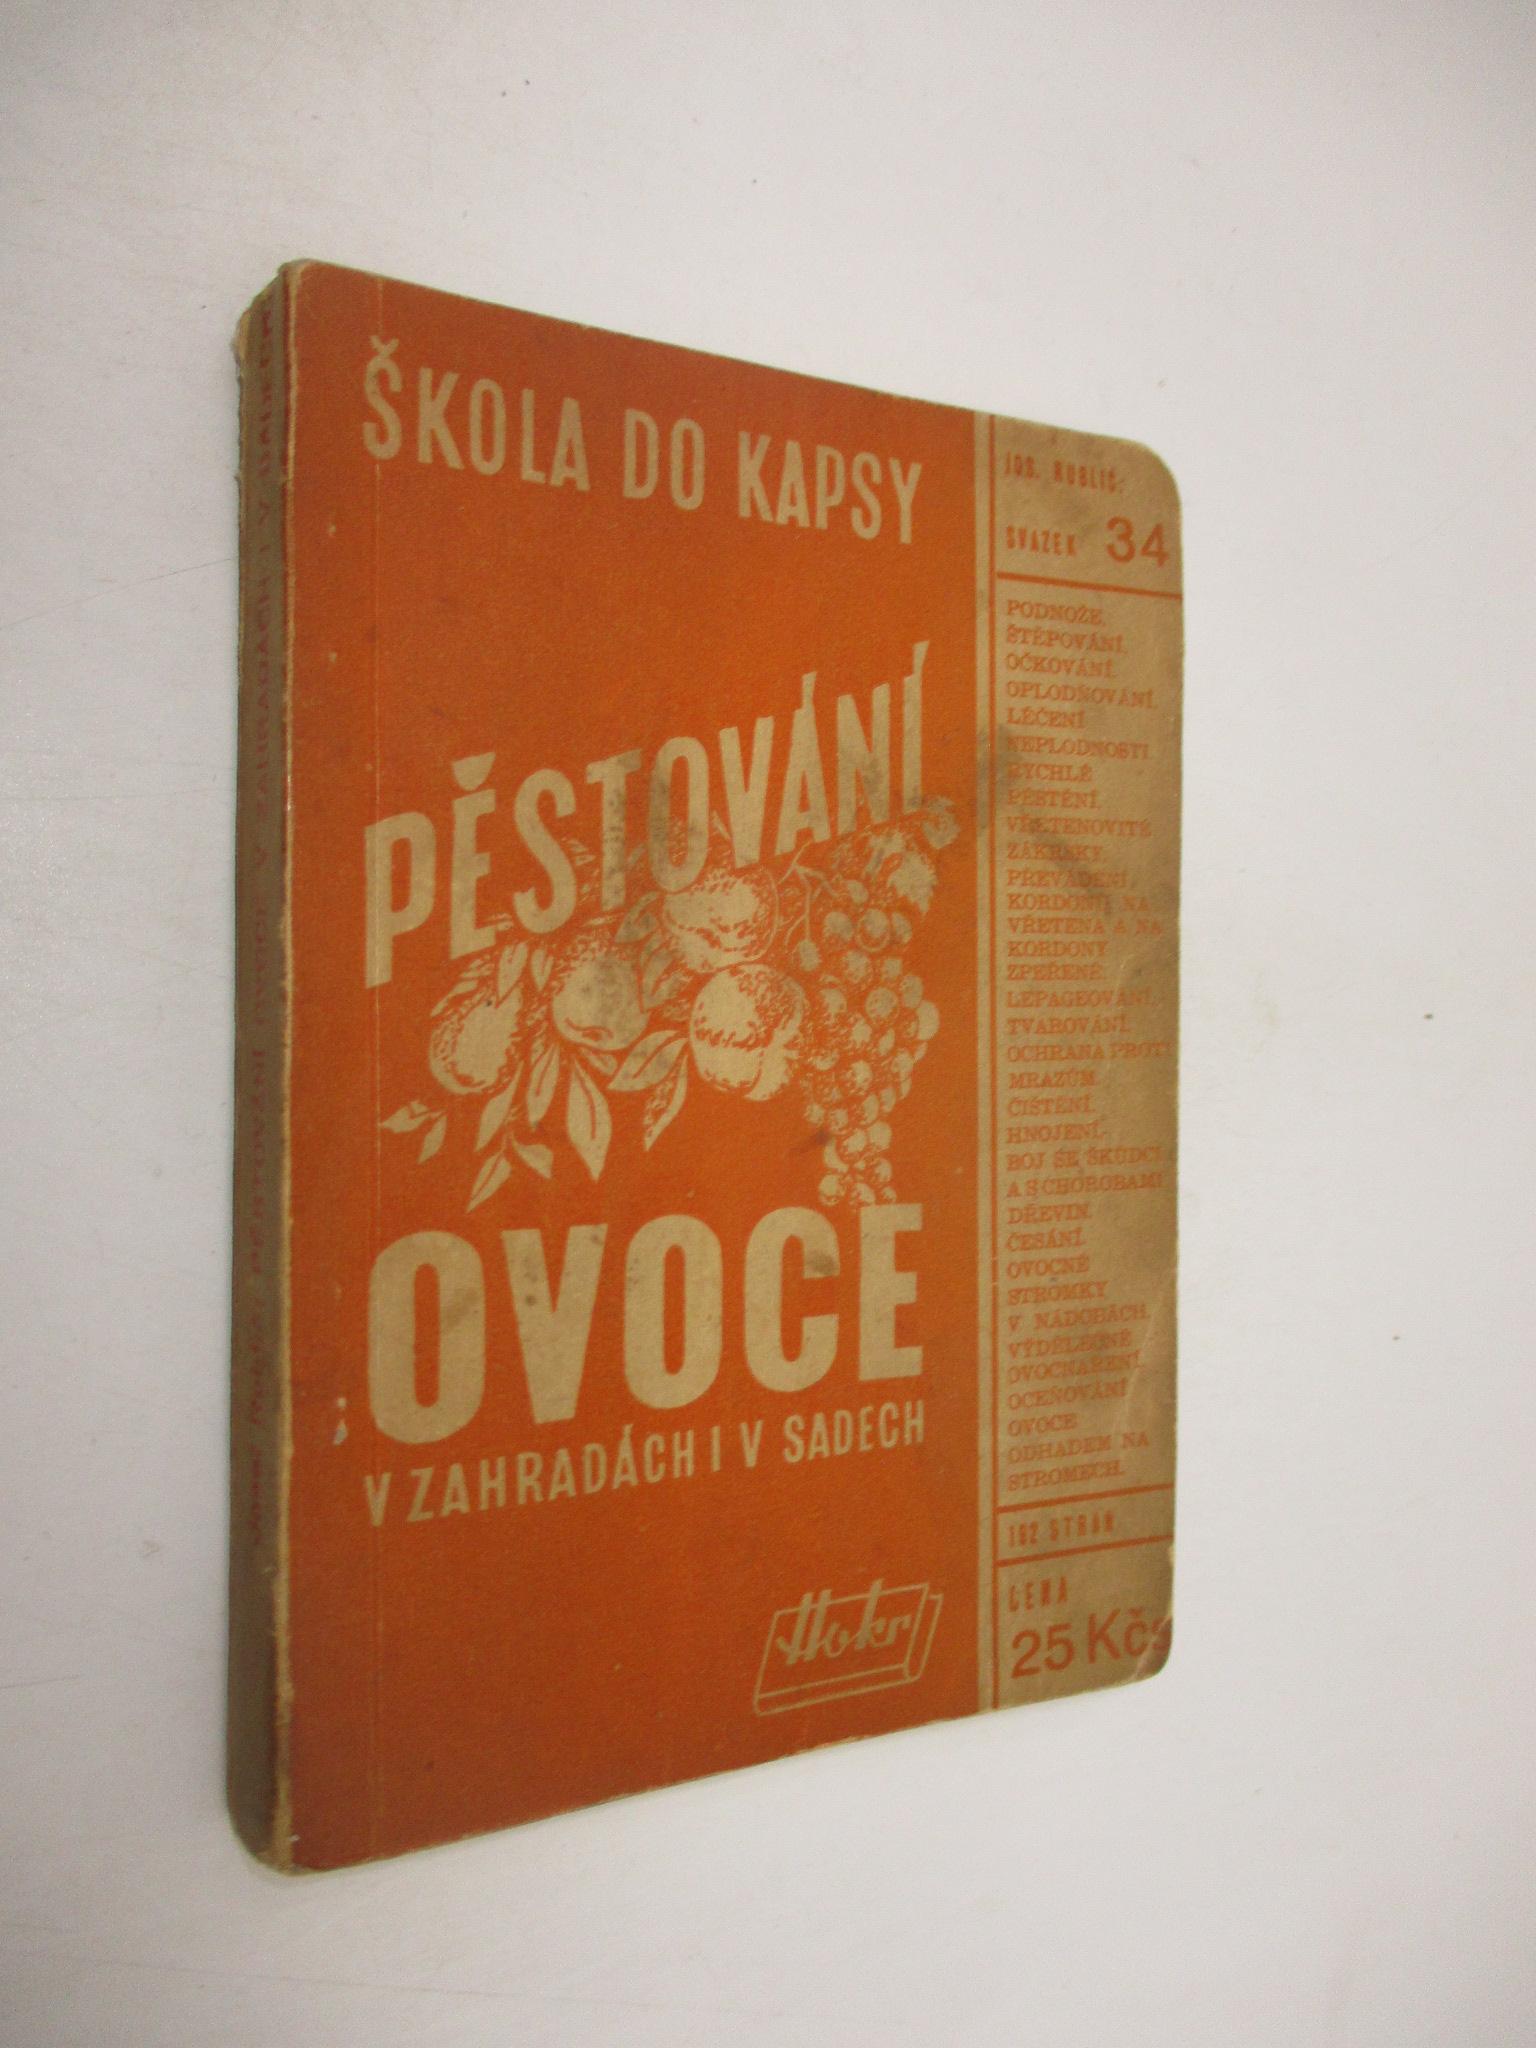 ŠKOLA DO KAPSY
PĚSTOVÁNÍ
OVOCE
V ZAHRADÁCH I V SADECH
Hokr
JOS. KUBLIC:
SVAZEK 34
PODNOŽE,
ŠTĚPOVÁNÍ,
OČKOVÁNÍ,
OPLODŇOVÁNÍ,
LÉČENÍ
NEPLODNOSTI,
RYCHLÉ
PĚSTĚNÍ,
VŘETENOVITÉ
ZÁKRSKY,
PŘEVÁDĚNÍ
KORDONŮ NA
VŘETENA A NA
KORDONY
ZPEŘENÉ,
LEPAGEOVÁNÍ,
TVAROVÁNÍ,
OCHRANA PROTI
MRAZŮM,
ČIŠTĚNÍ,
HNOJENÍ,
BOJ SE ŠKŮDCI
A S CHOROBAMI
DŘEVIN,
ČESÁNÍ,
OVOCNÉ
STROMKY
V NÁDOBÁCH,
VÝDĚLEČNÉ
OVOCNAŘENÍ,
OCEŇOVÁNÍ
OVOCE
ODHADEM NA
STROMECH.
162 STRAN
CENA
25 Kčs